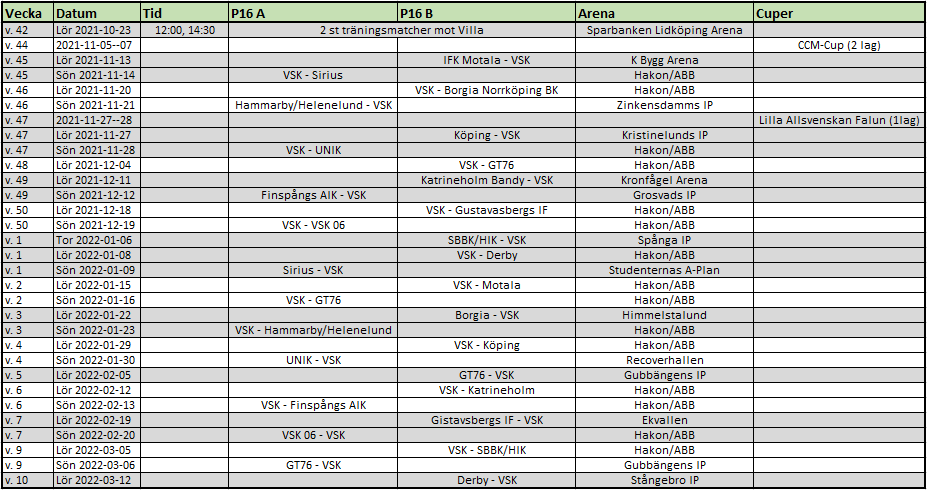 Vecka Datum Tid P16 A P16 B Arena Cuper
v. 42 Lör 2021-10-23 12:00, 14:30 2 st träningsmatcher mot Villa Sparbanken Lidköping Arena
v. 44 2021-11-05--07 CCM-Cup (2 lag)
v. 45 Lör 2021-11-13 IFK Motala - VSK K Bygg Arena
v. 45 Sön 2021-11-14 VSK - Sirius Hakon/ABB
v. 46 Lör 2021-11-20 VSK - Borgia Norrköping BK Hakon/ABB
v. 46 Sön 2021-11-21 Hammarby/Helenelund - VSK Zinkensdamms IP
v. 47 2021-11-27--28 Lilla Allsvenskan Falun (1lag)
v. 47 Lör 2021-11-27 Köping - VSK Kristinelunds IP
v. 47 Sön 2021-11-28 VSK - UNIK Hakon/ABB
v. 48 Lör 2021-12-04 VSK - GT76 Hakon/ABB
v. 49 Lör 2021-12-11 Katrineholm Bandy - VSK Kronfågel Arena
v. 49 Sön 2021-12-12 Finspångs AIK - VSK Grosvads IP
v. 50 Lör 2021-12-18 VSK - Gustavasbergs IF Hakon/ABB
v. 50 Sön 2021-12-19 VSK - VSK 06 Hakon/ABB
v. 1 Tor 2022-01-06 SBBK/HIK - VSK Spånga IP
v. 1 Lör 2022-01-08 VSK - Derby Hakon/ABB
v. 1 Sön 2022-01-09 Sirius - VSK Studenternas A-Plan
v. 2 Lör 2022-01-15 VSK - Motala Hakon/ABB
v. 2 Sön 2022-01-16 VSK - GT76 Hakon/ABB
v. 3 Lör 2022-01-22 Borgia - VSK Himmelstalund
v. 3 Sön 2022-01-23 VSK - Hammarby/Helenelund Hakon/ABB
v. 4 Lör 2022-01-29 VSK - Köping Hakon/ABB
v. 4 Sön 2022-01-30 UNIK - VSK Recoverhallen
v. 5 Lör 2022-02-05 GT76 - VSK Gubbängens IP
v. 6 Lör 2022-02-12 VSK - Katrineholm Hakon/ABB
v. 6 Sön 2022-02-13 VSK - Finspångs AIK Hakon/ABB
v. 7 Lör 2022-02-19 Gistavsbergs IF - VSK Ekvallen
v. 7 Sön 2022-02-20 VSK 06 - VSK Hakon/ABB
v. 9 Lör 2022-03-05 VSK - SBBK/HIK Hakon/ABB
v. 9 Sön 2022-03-06 GT76 - VSK Gubbängens IP
v. 10 Lör 2022-03-12 Derby - VSK Stångebro IP